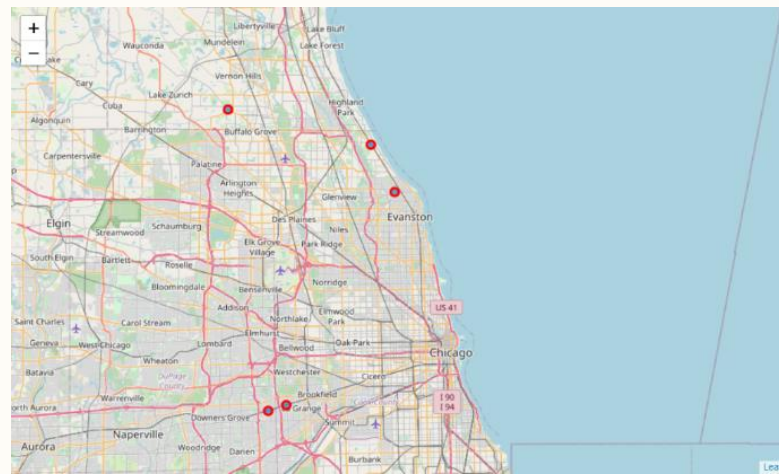 +
−
Libertyville
Lake Bluff
Mundelein
Lake Forest
Wauconda
Vernon Hills
Cary
Lake Zurich
Highland
Park
Cuba
Algonquin
Barrington
Buffalo Grove
Carpentersville
Palatine
Arlington
Heights
Glenview
Evanston
Elgin
Streamwood
Schaumburg
Des Plaines
Niles
Elk Grove
Village
Park Ridge
South Elgin
Bartlett
Roselle
Bensenville
Norridge
Bloomingdale
Addison
Northlake
Elmwood
Park
US 41
Saint Charles
Carol Stream
Elmhurst
Geneva
West Chicago
Lombard
Bellwood
Oak Park
Chicago
Wheaton
Westchester
Cicero
Batavia
DuPage
County
Brookfield
I 90
I 94
Warrenville
Grange
Downers Grove
Summit
Aurora
Naperville
Woodridge
Darien
Burbank